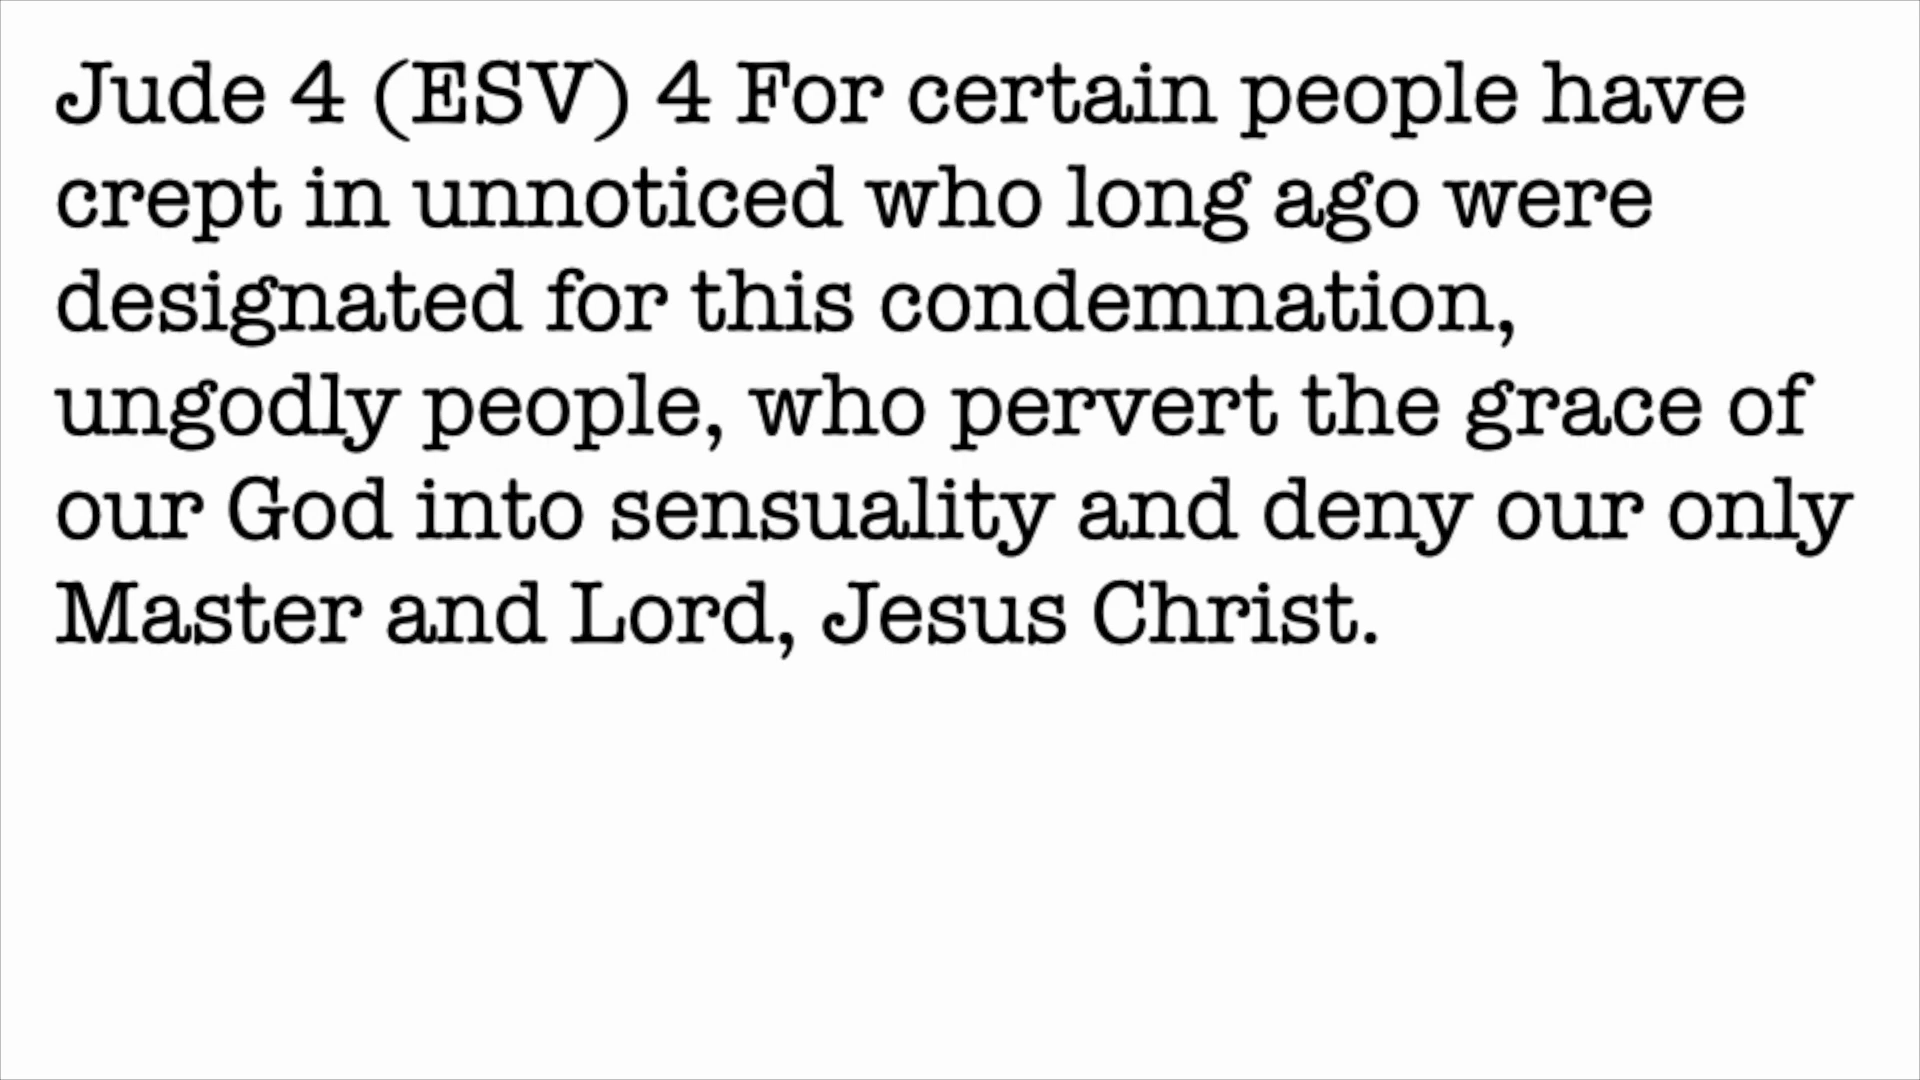 Jude 4 (ESV) 4 For certain people have
crept in unnoticed who long ago were
designated for this condemnation,
ungodly people, who pervert the grace of
our God into sensuality and deny our only
Master and Lord, Jesus Christ.